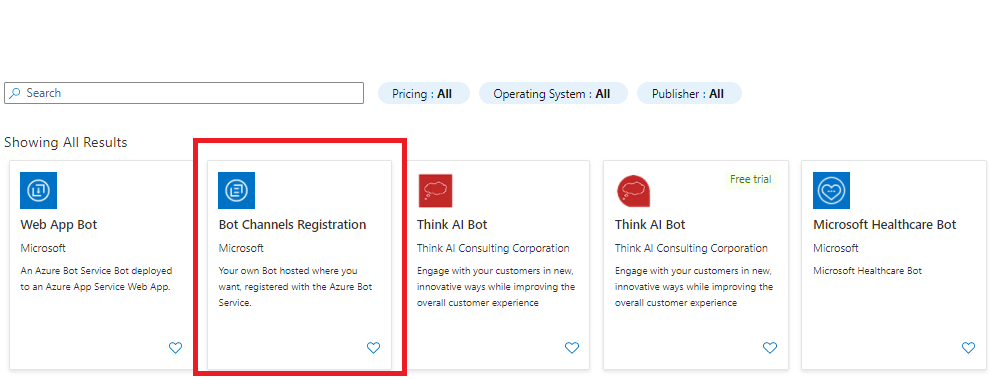 Search
Pricing : All
Operating System : All
Publisher : All
Showing All Results
Web App Bot
Microsoft
An Azure Bot Service Bot deployed
to an Azure App Service Web App.
Bot Channels Registration
Microsoft
Your own Bot hosted where you
want, registered with the Azure Bot
Service.
Think AI Bot
Think AI Consulting Corporation
Engage with your customers in new,
innovative ways while improving the
overall customer experience
Free trial
Think AI Bot
Think AI Consulting Corporation
Engage with your customers in new,
innovative ways while improving the
overall customer experience
Microsoft Healthcare Bot
Microsoft
Microsoft Healthcare Bot